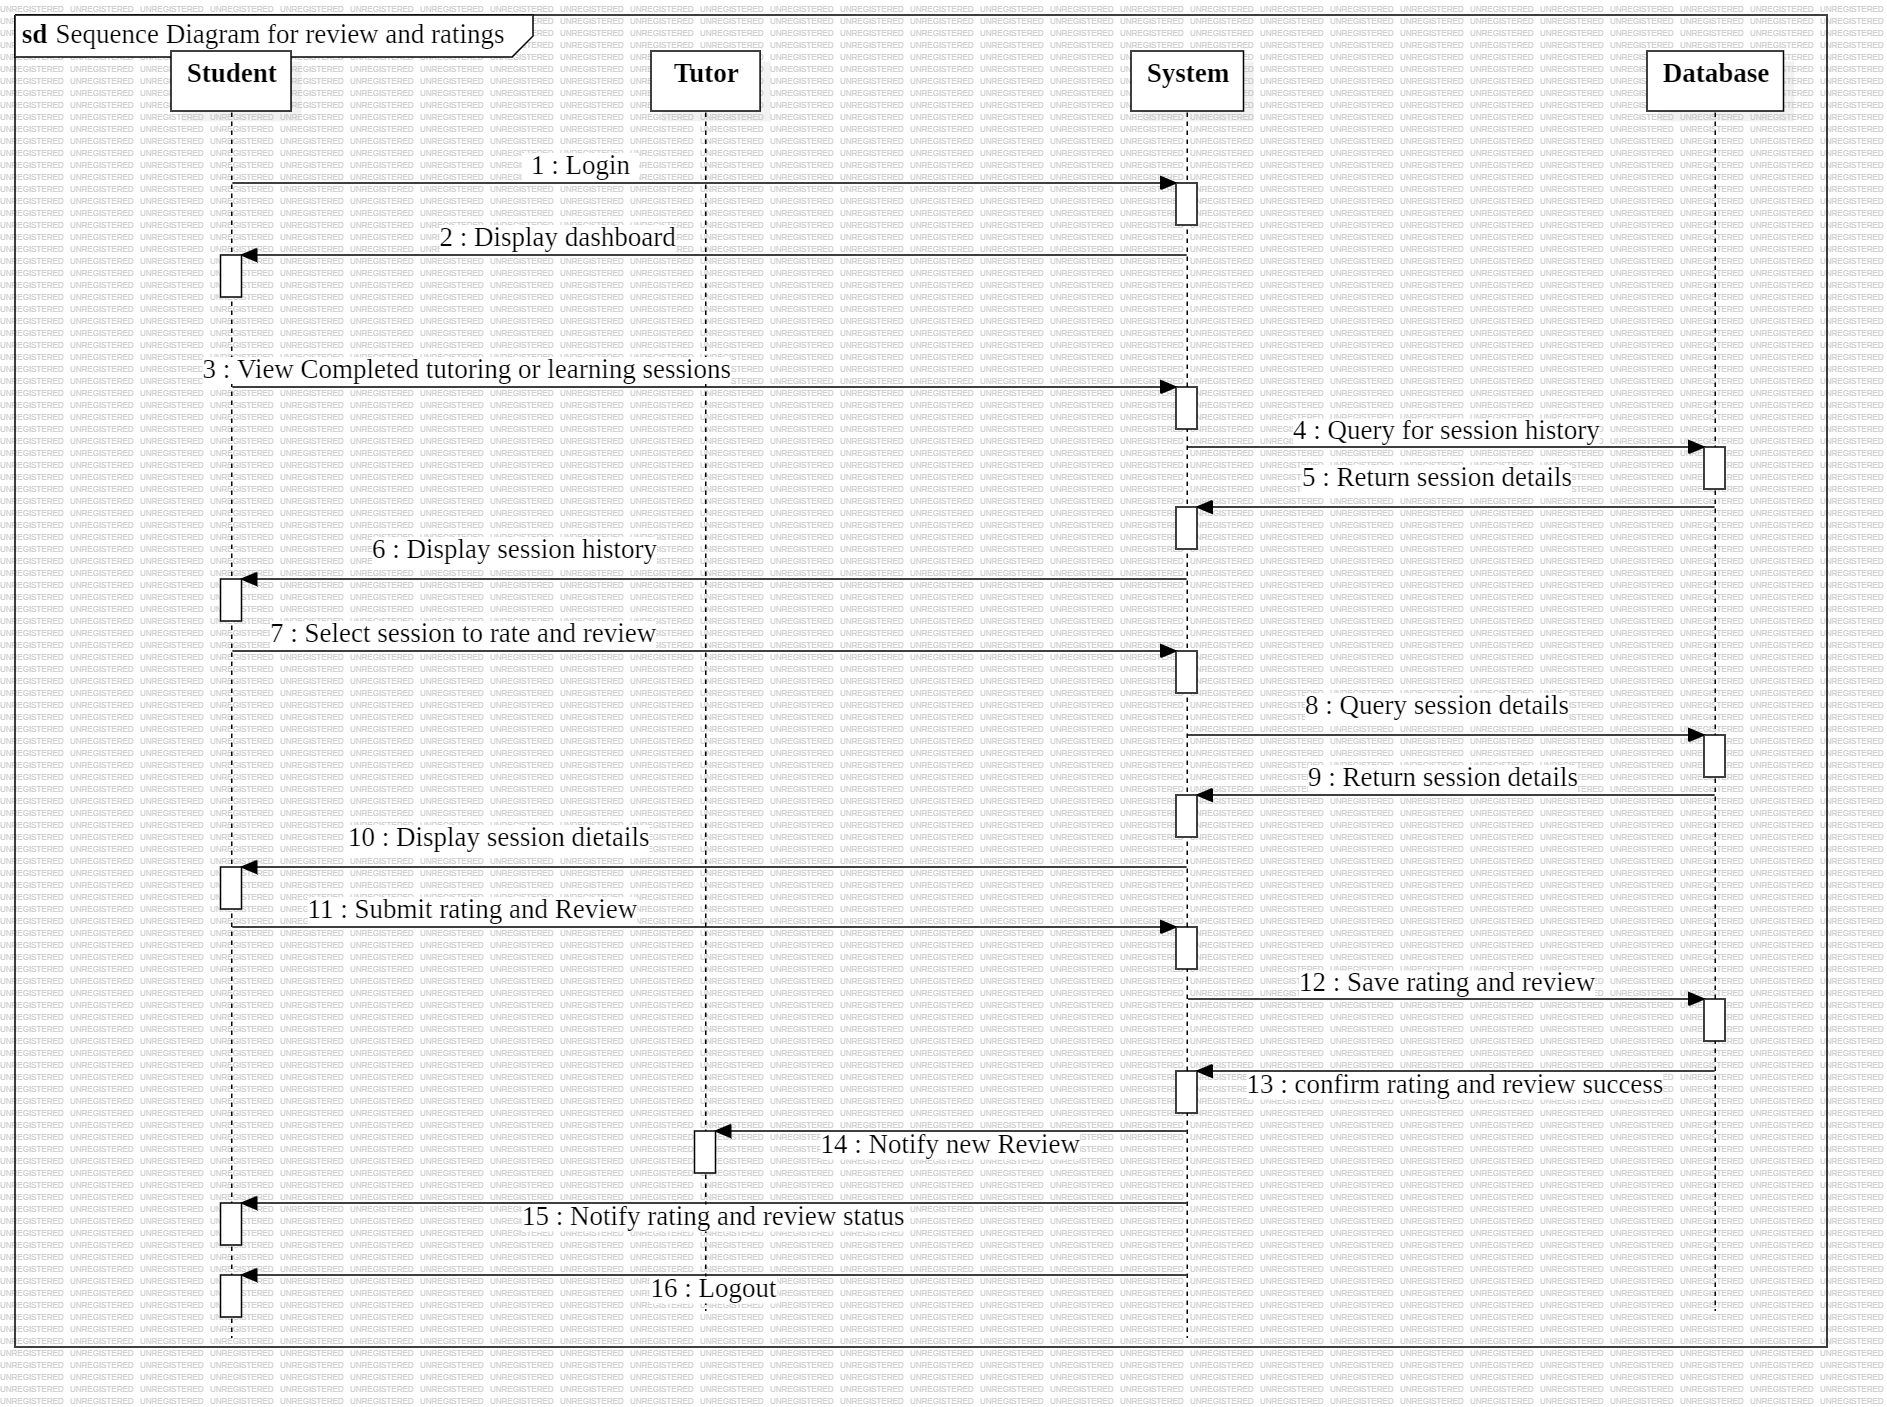 sd Sequence Diagram for review and ratings
Student
Tutor
System
Database
1 : Login
2 : Display dashboard
3 : View Completed tutoring or learning sessions
4 : Query for session history
5 : Return session details
6 : Display session history
7 : Select session to rate and review
8 : Query session details
9 : Return session details
10 : Display session dietails
11 : Submit rating and Review
12 : Save rating and review
13 : confirm rating and review success
14 : Notify new Review
15 : Notify rating and review status
16 : Logout
UNREGISTERED